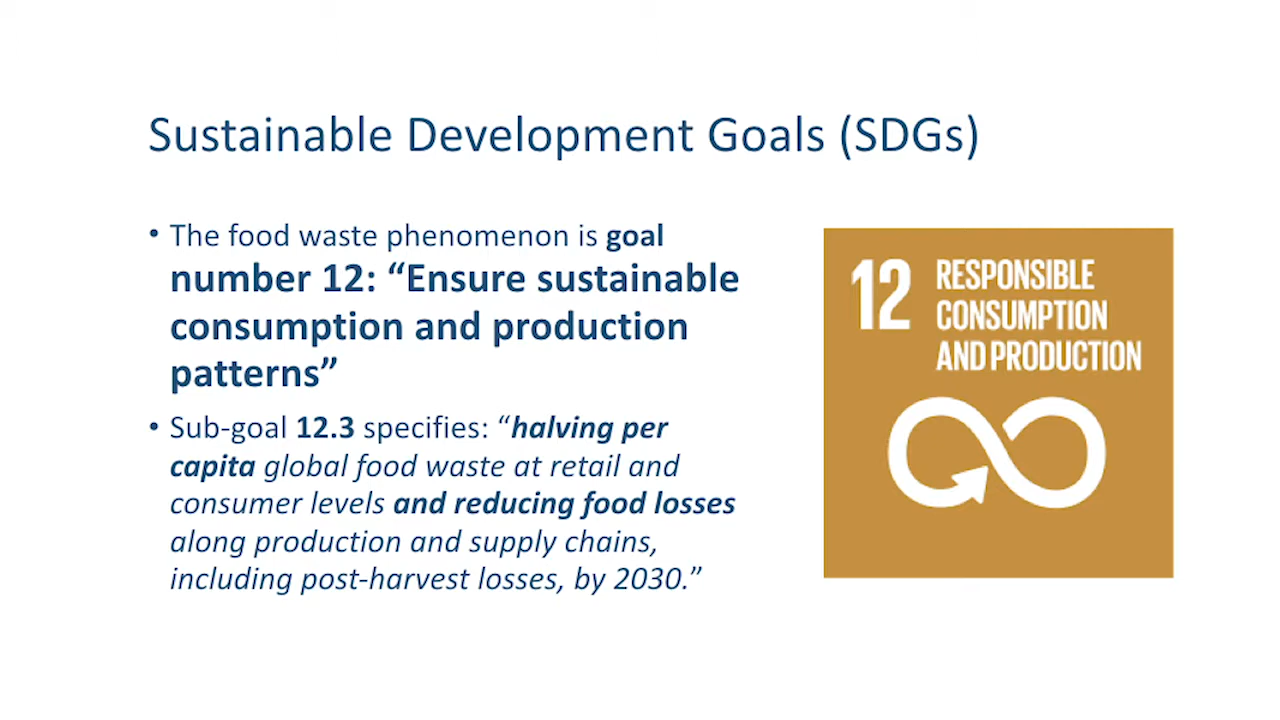 Sustainable Development Goals (SDGs)
• The food waste phenomenon is goal
number 12: “Ensure sustainable
consumption and production
patterns”
• Sub-goal 12.3 specifies: “halving per
capita global food waste at retail and
consumer levels and reducing food losses
along production and supply chains,
including post-harvest losses, by 2030.”
12 RESPONSIBLE
CONSUMPTION
AND PRODUCTION